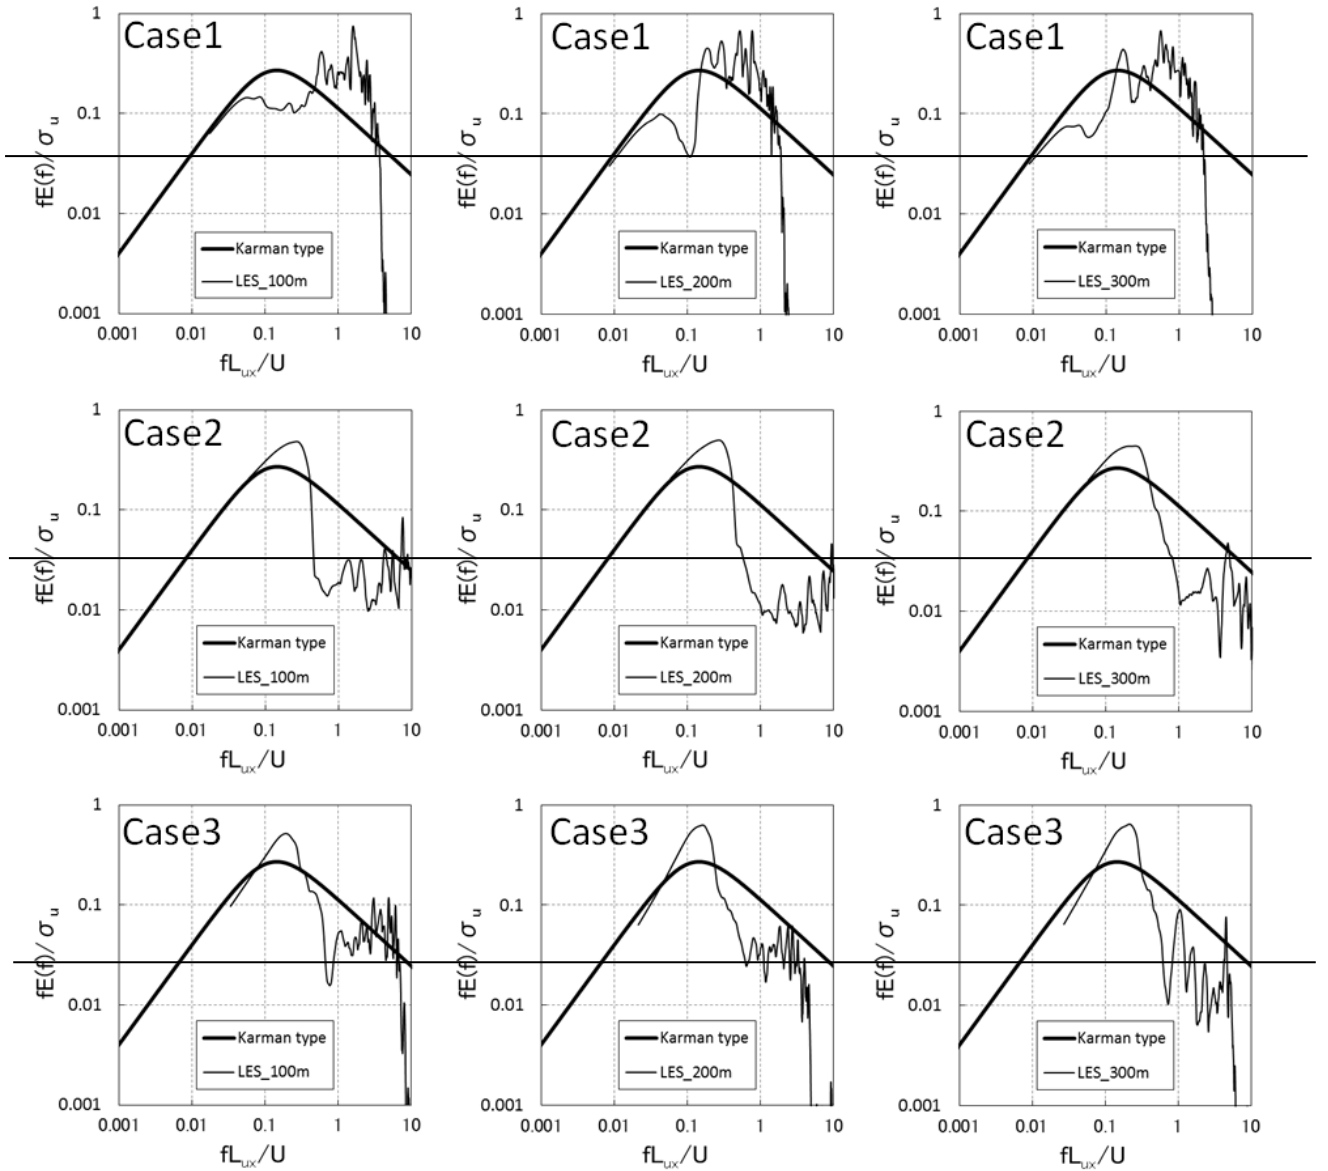 Case1
fE(f)/σu
1
0.1
0.01
0.001
0.001 0.01 0.1 1 10
fLux/U
Karman type
LES_100m
Case1
fE(f)/σu
1
0.1
0.01
0.001
0.001 0.01 0.1 1 10
fLux/U
Karman type
LES_200m
Case1
fE(f)/σu
1
0.1
0.01
0.001
0.001 0.01 0.1 1 10
fLux/U
Karman type
LES_300m
Case2
fE(f)/σu
1
0.1
0.01
0.001
0.001 0.01 0.1 1 10
fLux/U
Karman type
LES_100m
Case2
fE(f)/σu
1
0.1
0.01
0.001
0.001 0.01 0.1 1 10
fLux/U
Karman type
LES_200m
Case2
fE(f)/σu
1
0.1
0.01
0.001
0.001 0.01 0.1 1 10
fLux/U
Karman type
LES_300m
Case3
fE(f)/σu
1
0.1
0.01
0.001
0.001 0.01 0.1 1 10
fLux/U
Karman type
LES_100m
Case3
fE(f)/σu
1
0.1
0.01
0.001
0.001 0.01 0.1 1 10
fLux/U
Karman type
LES_200m
Case3
fE(f)/σu
1
0.1
0.01
0.001
0.001 0.01 0.1 1 10
fLux/U
Karman type
LES_300m